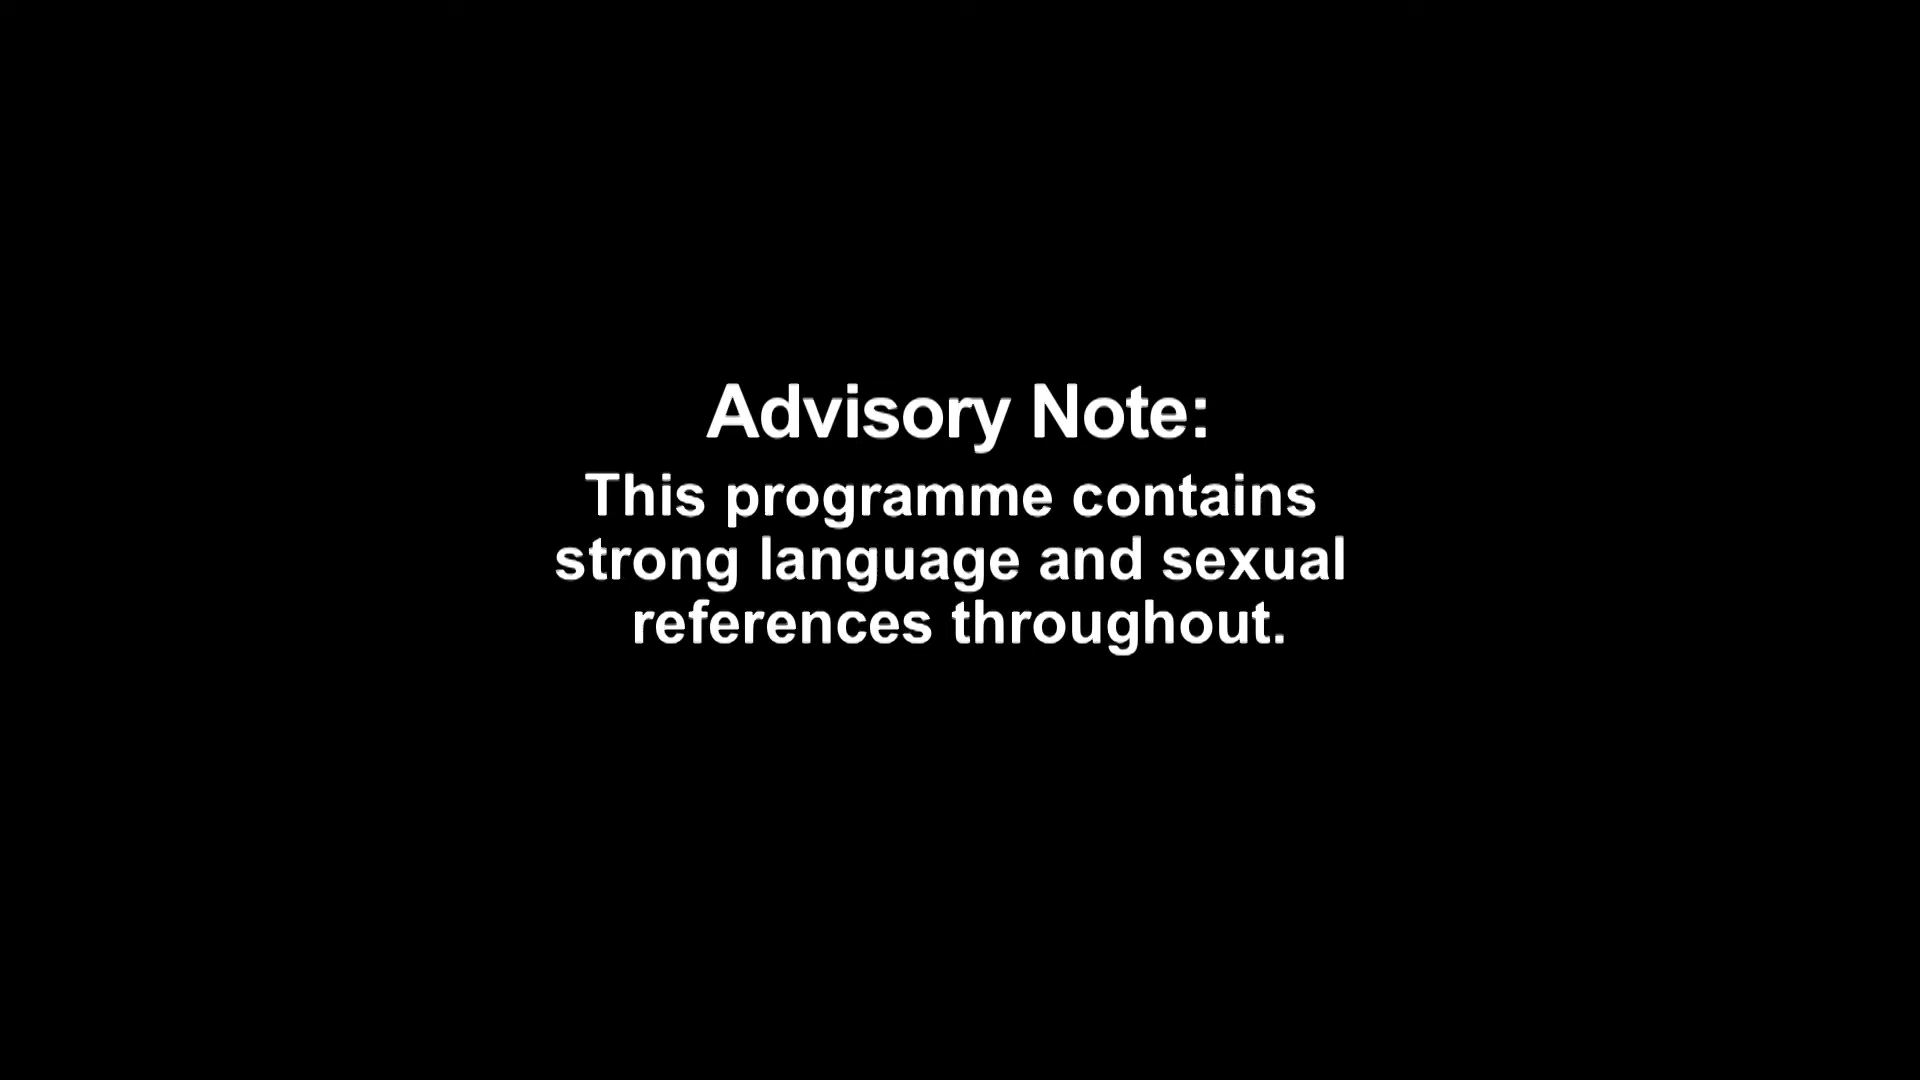 Advisory Note:
This programme contains
strong language and sexual
references throughout.